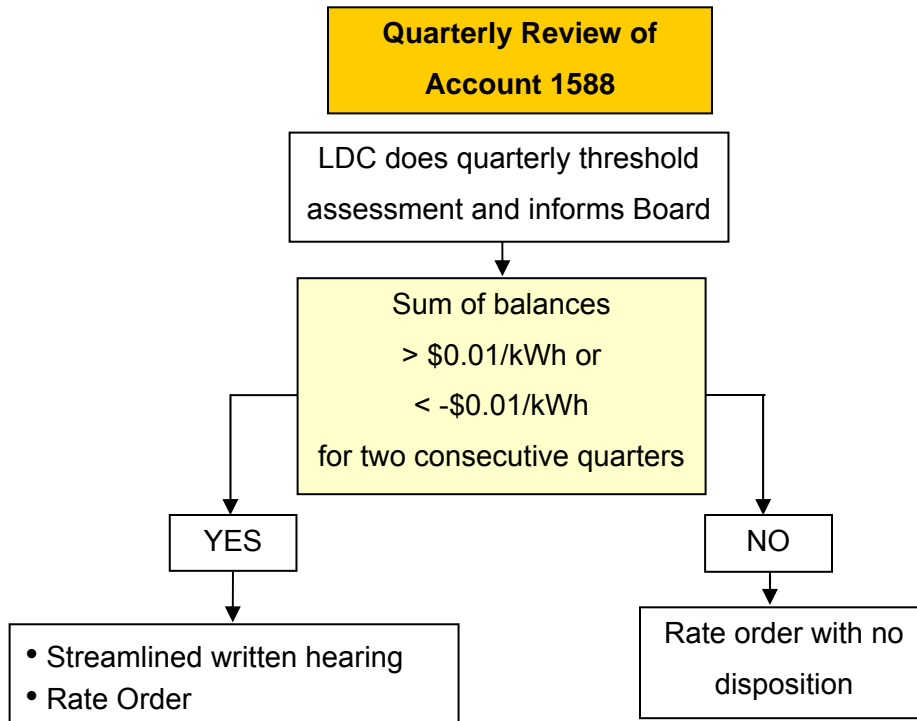 Quarterly Review of
Account 1588
LDC does quarterly threshold
assessment and informs Board
Sum of balances
> $0.01/kWh or
< -$0.01/kWh
for two consecutive quarters
YES
NO
• Streamlined written hearing
• Rate Order
Rate order with no
disposition